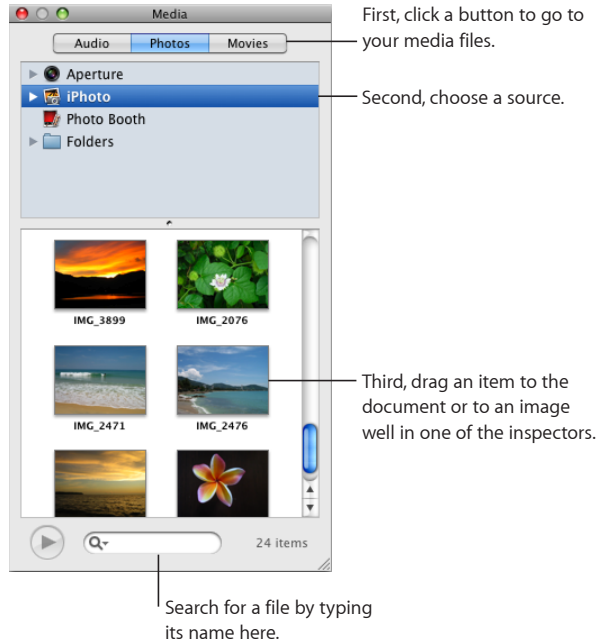 Media
First, click a button to go to
your media files.
Audio Photos Movies
Aperture
iPhoto
Second, choose a source.
Photo Booth
Folders
IMG_3899 IMG_2076
Third, drag an item to the
document or to an image
well in one of the inspectors.
IMG_2471 IMG_2476
24 items
Search for a file by typing
its name here.